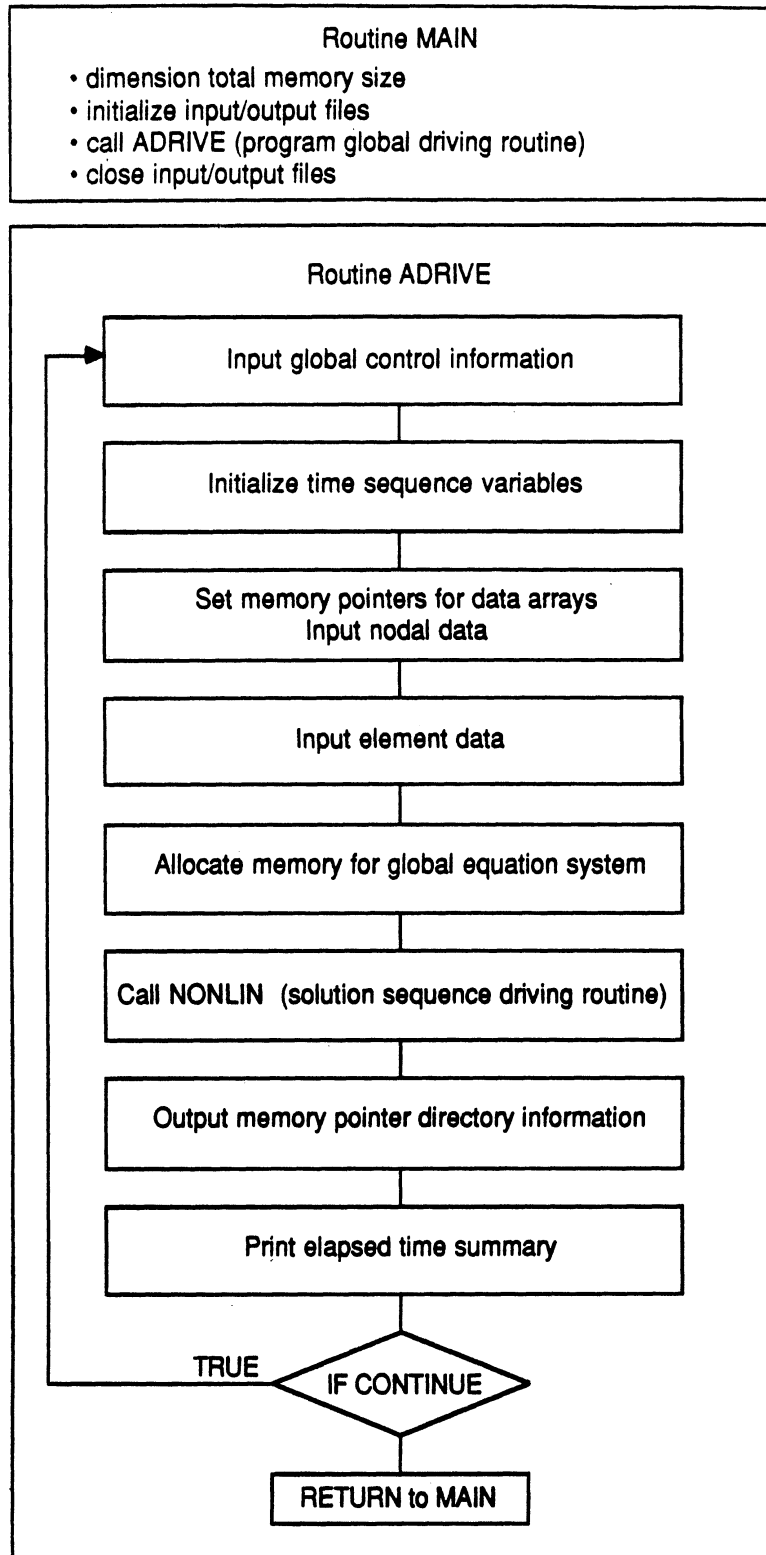 Routine MAIN
• dimension total memory size
• initialize input/output files
• call ADRIVE (program global driving routine)
• close input/output files
Routine ADRIVE
Input global control information
Initialize time sequence variables
Set memory pointers for data arrays
Input nodal data
Input element data
Allocate memory for global equation system
Call NONLIN (solution sequence driving routine)
Output memory pointer directory information
Print elapsed time summary
TRUE
IF CONTINUE
RETURN to MAIN